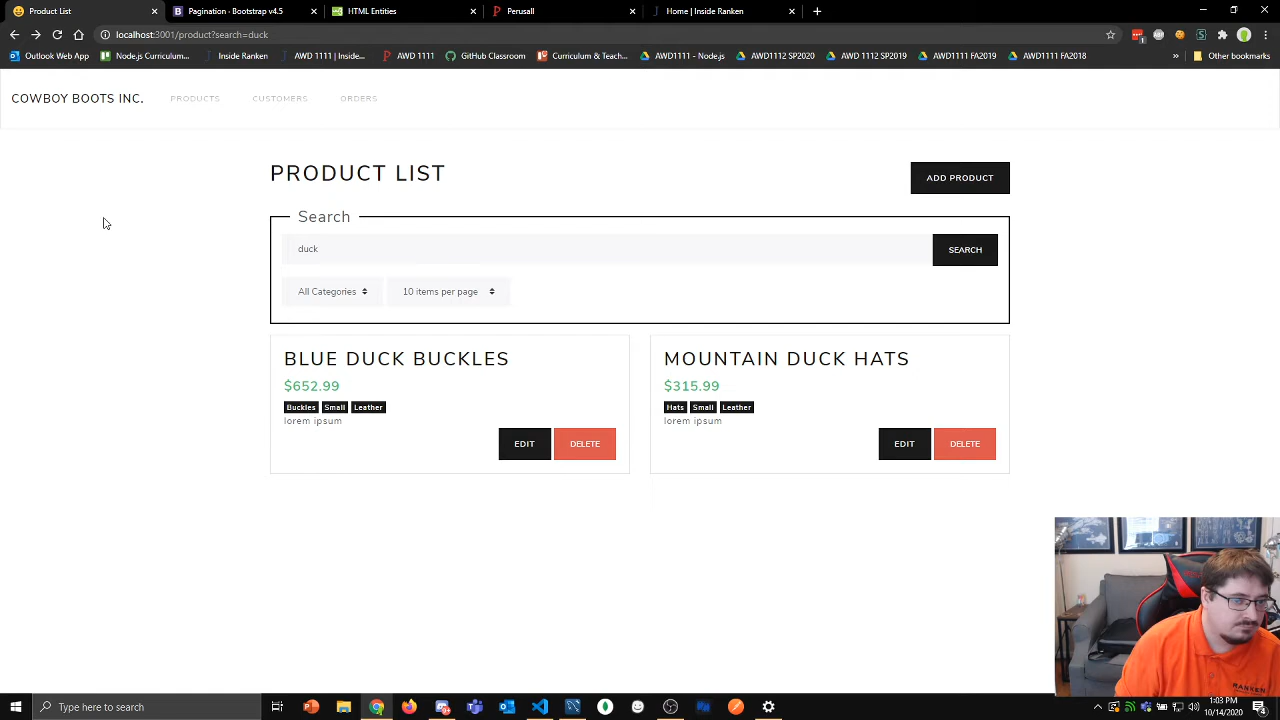 Product List
Pagination · Bootstrap v4.5
HTML Entities
Perusall
Home | Inside Ranken
localhost:3001/product?search=duck
Outlook Web App
Node.js Curriculum...
Inside Ranken
AWD 1111 | Inside...
AWD 1111
GitHub Classroom
Curriculum & Teach...
AWD1111 - Node.js
AWD 1112 SP2020
AWD 1112 SP2019
AWD1111 FA2019
AWD1111 FA2018
»
Other bookmarks
COWBOY BOOTS INC.
PRODUCTS
CUSTOMERS
ORDERS
PRODUCT LIST
ADD PRODUCT
Search
duck
SEARCH
All Categories
10 items per page
BLUE DUCK BUCKLES
$652.99
Buckles Small Leather
lorem ipsum
EDIT
DELETE
MOUNTAIN DUCK HATS
$315.99
Hats Small Leather
lorem ipsum
EDIT
DELETE
RANKEN
Type here to search
1:03 PM
10/14/2020